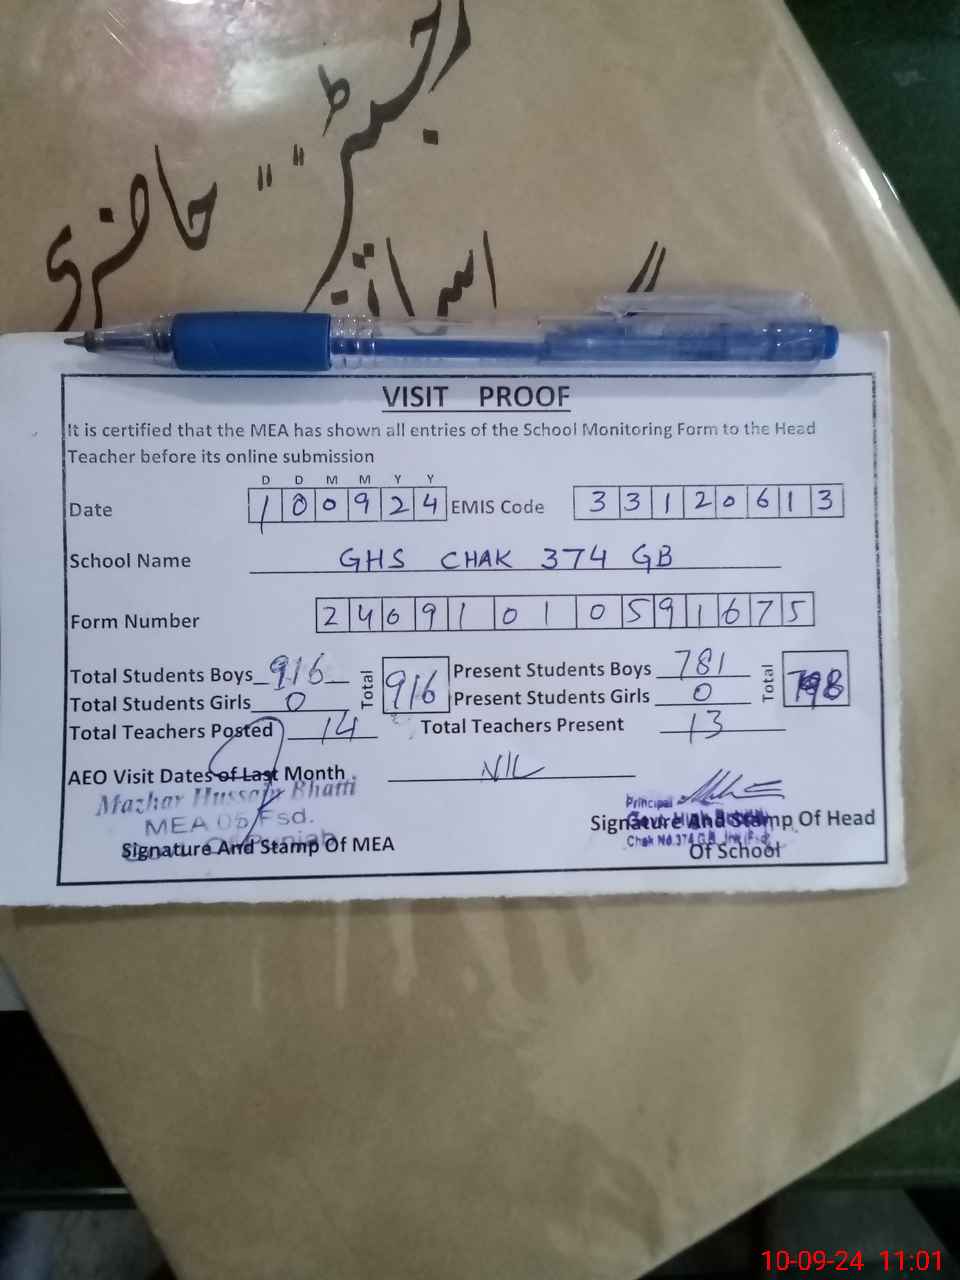 رجسٹر حاضری
اساتذہ
VISIT PROOF
It is certified that the MEA has shown all entries of the School Monitoring Form to the Head
Teacher before its online submission
D D M M Y Y
Date 1 0 0 9 2 4 EMIS Code 3 3 1 2 0 6 1 3
School Name GHS CHAK 374 GB
Form Number 2 4 6 9 1 0 1 0 5 9 1 6 7 5
Total Students Boys 916 Total 916 Present Students Boys 781 Total
Total Students Girls 0 Present Students Girls 0
Total Teachers Posted 14 Total Teachers Present 13
AEO Visit Dates of Last Month NIL
Mazhar Hussain Bhatti
MEA 05 Fsd.
Signature And Stamp Of MEA
Principal
Signature And Stamp Of Head
Chak No.374 G.B.
Of School
10-09-24 11:01